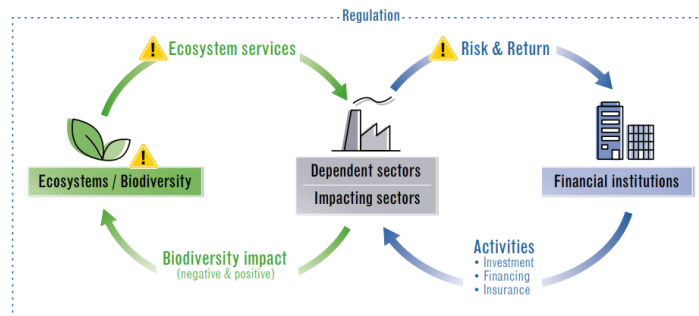 Regulation
Ecosystem services
Risk & Return
Ecosystems / Biodiversity
Dependent sectors
Impacting sectors
Financial institutions
Biodiversity impact
(negative & positive)
Activities
• Investment
• Financing
• Insurance